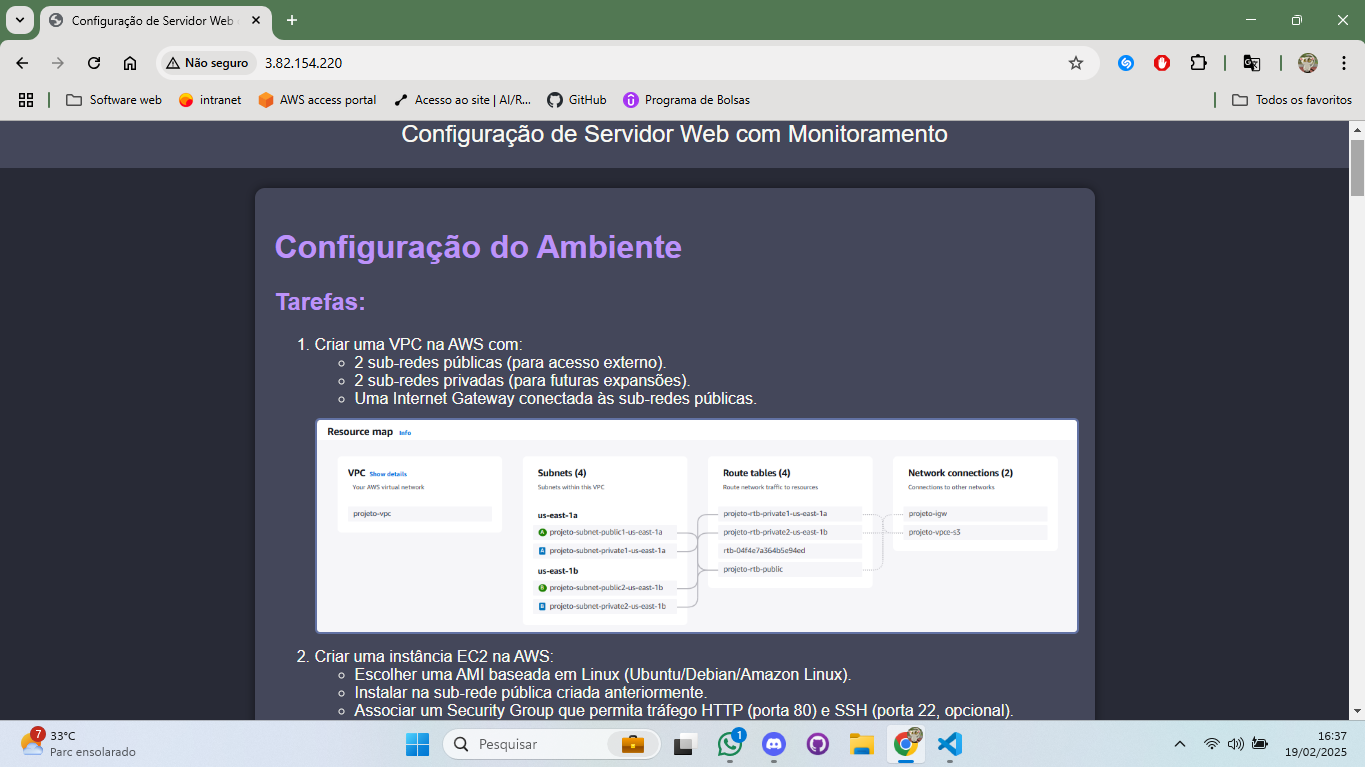 Configuração de Servidor Web
Não seguro
3.82.154.220
Software web
intranet
AWS access portal
Acesso ao site | AI/R...
GitHub
Programa de Bolsas
Todos os favoritos
Configuração de Servidor Web com Monitoramento
Configuração do Ambiente
Tarefas:
1. Criar uma VPC na AWS com:
2 sub-redes públicas (para acesso externo).
2 sub-redes privadas (para futuras expansões).
Uma Internet Gateway conectada às sub-redes públicas.
Resource map Info
VPC Show details
Your AWS virtual network
projeto-vpc
Subnets (4)
Subnets within this VPC
us-east-1a
A projeto-subnet-public1-us-east-1a
A projeto-subnet-private1-us-east-1a
us-east-1b
B projeto-subnet-public2-us-east-1b
B projeto-subnet-private2-us-east-1b
Route tables (4)
Route network traffic to resources
projeto-rtb-private1-us-east-1a
projeto-rtb-private2-us-east-1b
rtb-04f4e7a364b5e94ed
projeto-rtb-public
Network connections (2)
Connections to other networks
projeto-igw
projeto-vpce-s3
2. Criar uma instância EC2 na AWS:
Escolher uma AMI baseada em Linux (Ubuntu/Debian/Amazon Linux).
Instalar na sub-rede pública criada anteriormente.
Associar um Security Group que permita tráfego HTTP (porta 80) e SSH (porta 22, opcional).
7
33°C
Parc ensolarado
Pesquisar
1
16:37
19/02/2025